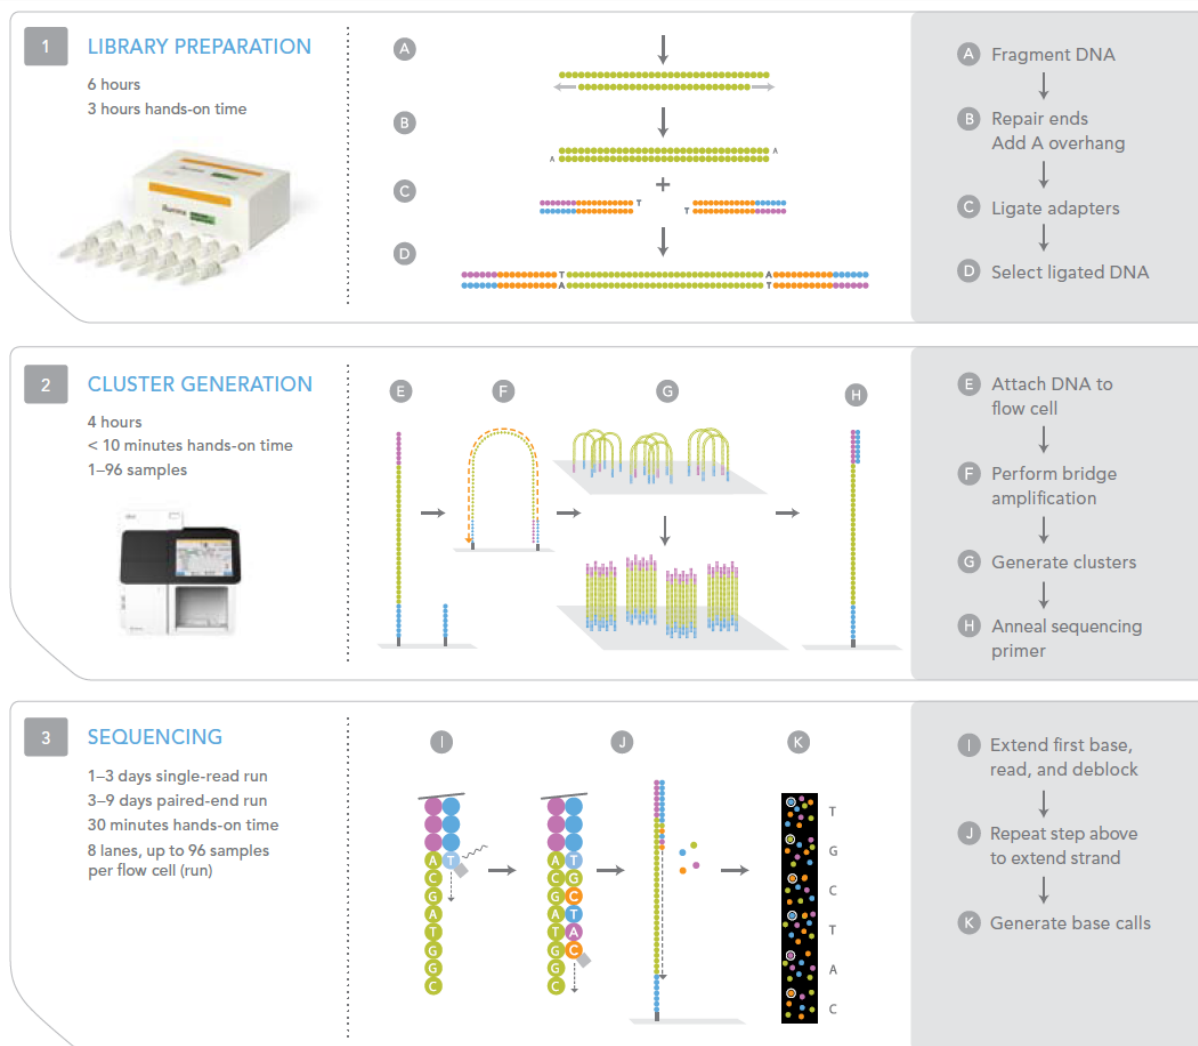 1
LIBRARY PREPARATION
6 hours
3 hours hands-on time
A
B
A
A
C
T
T
D
T
A
A
T
A Fragment DNA
B Repair ends
Add A overhang
C Ligate adapters
D Select ligated DNA
2
CLUSTER GENERATION
4 hours
< 10 minutes hands-on time
1–96 samples
E
F
G
H
E Attach DNA to
flow cell
F Perform bridge
amplification
G Generate clusters
H Anneal sequencing
primer
3
SEQUENCING
1–3 days single-read run
3–9 days paired-end run
30 minutes hands-on time
8 lanes, up to 96 samples
per flow cell (run)
I
J
K
A T
C
G
A
T
G
G
C
A T
C G
G C
A T
T A
G C
G
C
T
G
C
T
A
C
I Extend first base,
read, and deblock
J Repeat step above
to extend strand
K Generate base calls